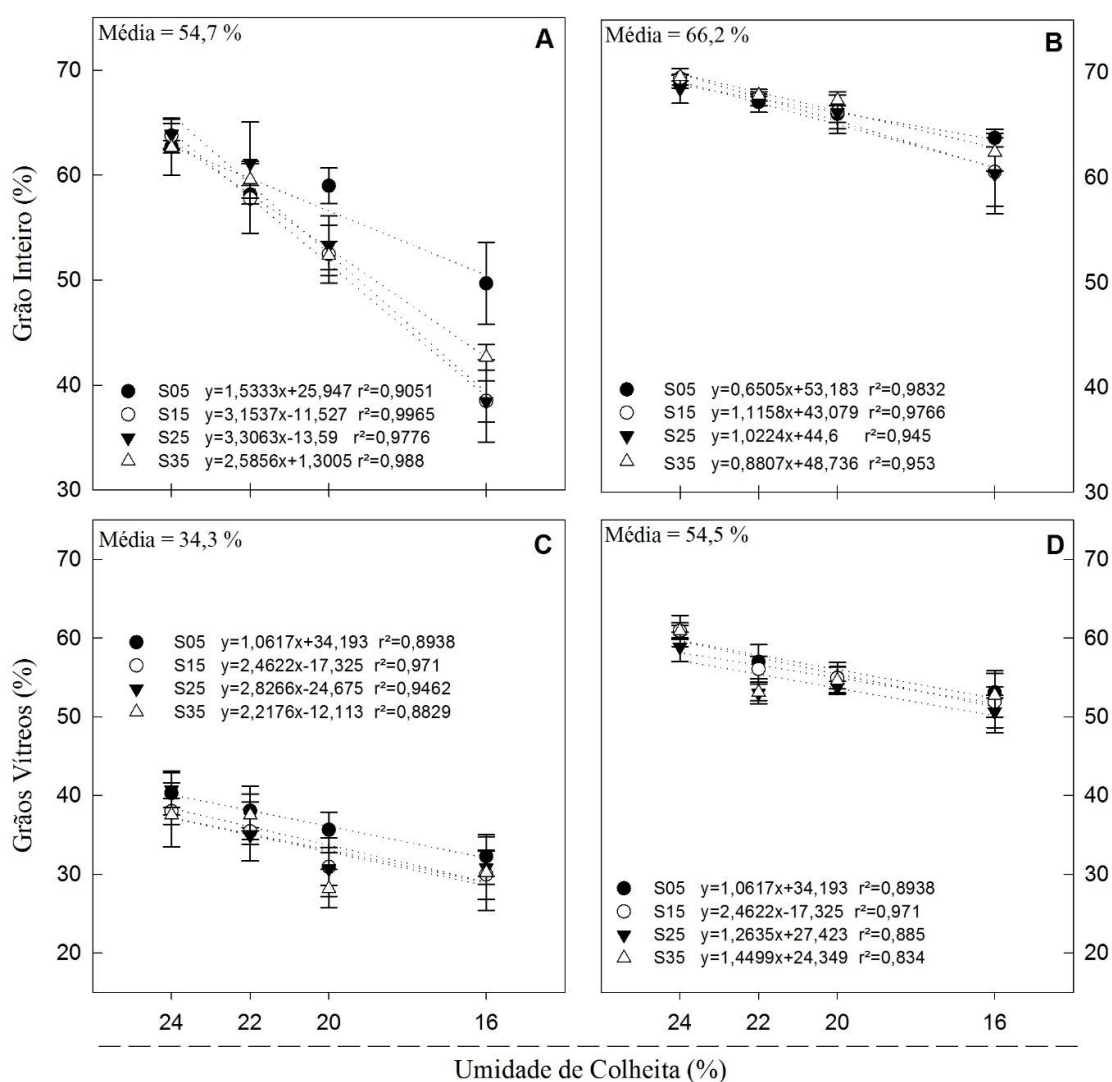 Média = 54,7 %
A
70
60
50
40
30
Grão Inteiro (%)
S05 y=1,5333x+25,947 r²=0,9051
S15 y=3,1537x-11,527 r²=0,9965
S25 y=3,3063x-13,59 r²=0,9776
S35 y=2,5856x+1,3005 r²=0,988
Média = 66,2 %
B
70
60
50
40
30
S05 y=0,6505x+53,183 r²=0,9832
S15 y=1,1158x+43,079 r²=0,9766
S25 y=1,0224x+44,6 r²=0,945
S35 y=0,8807x+48,736 r²=0,953
Média = 34,3 %
C
70
60
50
40
30
20
Grãos Vítreos (%)
S05 y=1,0617x+34,193 r²=0,8938
S15 y=2,4622x-17,325 r²=0,971
S25 y=2,8266x-24,675 r²=0,9462
S35 y=2,2176x-12,113 r²=0,8829
24 22 20 16
Média = 54,5 %
D
70
60
50
40
30
20
S05 y=1,0617x+34,193 r²=0,8938
S15 y=2,4622x-17,325 r²=0,971
S25 y=1,2635x+27,423 r²=0,885
S35 y=1,4499x+24,349 r²=0,834
24 22 20 16
Umidade de Colheita (%)